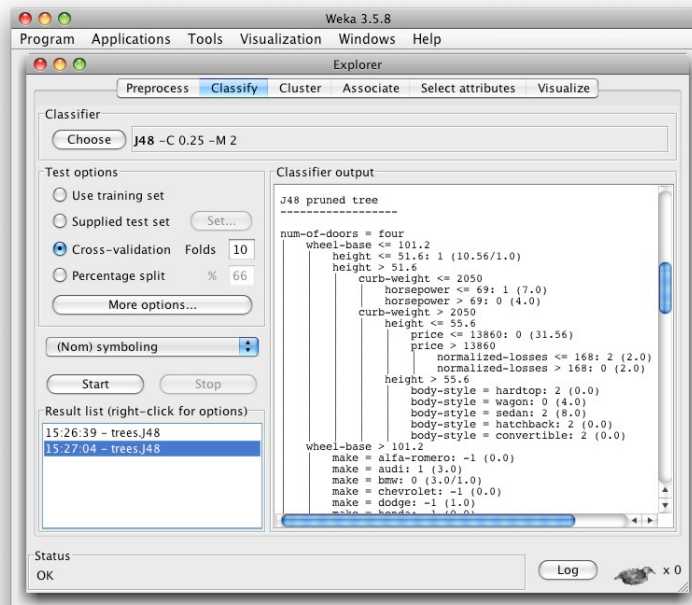 Weka 3.5.8
Program Applications Tools Visualization Windows Help
Explorer
Preprocess Classify Cluster Associate Select attributes Visualize
Classifier
Choose J48 -C 0.25 -M 2
Test options
Use training set
Supplied test set Set...
Cross-validation Folds 10
Percentage split % 66
More options...
(Nom) symboling
Start Stop
Result list (right-click for options)
15:26:39 - trees.J48
15:27:04 - trees.J48
Classifier output
J48 pruned tree
------------------
num-of-doors = four
| wheel-base <= 101.2
| | height <= 51.6: 1 (10.56/1.0)
| | height > 51.6
| | | curb-weight <= 2050
| | | | horsepower <= 69: 1 (7.0)
| | | | horsepower > 69: 0 (4.0)
| | | curb-weight > 2050
| | | | height <= 55.6
| | | | | price <= 13860: 0 (31.56)
| | | | | price > 13860
| | | | | | normalized-losses <= 168: 2 (2.0)
| | | | | | normalized-losses > 168: 0 (2.0)
| | | | height > 55.6
| | | | | body-style = hardtop: 2 (0.0)
| | | | | body-style = wagon: 0 (4.0)
| | | | | body-style = sedan: 2 (8.0)
| | | | | body-style = hatchback: 2 (0.0)
| | | | | body-style = convertible: 2 (0.0)
| wheel-base > 101.2
| | make = alfa-romero: -1 (0.0)
| | make = audi: 1 (3.0)
| | make = bmw: 0 (3.0/1.0)
| | make = chevrolet: -1 (0.0)
| | make = dodge: -1 (1.0)
| | make = honda: -1 (0.0)
Status
OK
Log x 0